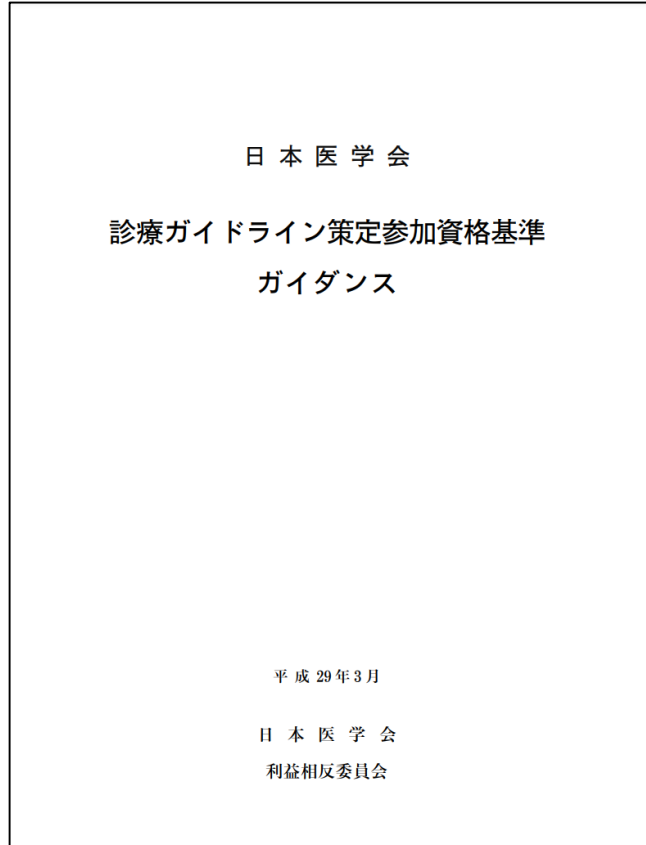 日本医学会
診療ガイドライン策定参加資格基準
ガイダンス
平成29年3月
日本医学会
利益相反委員会